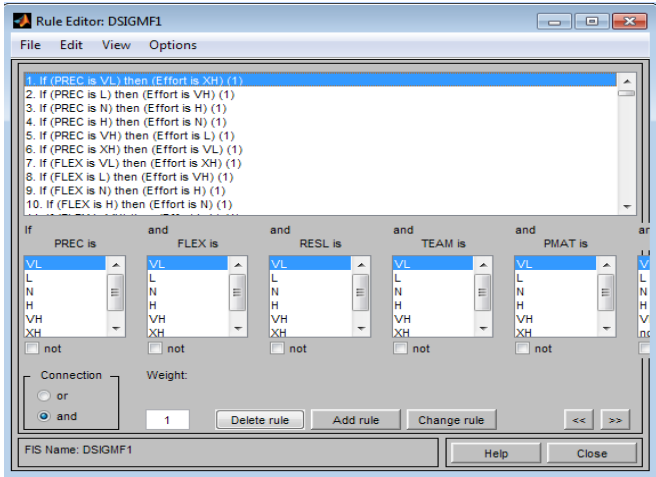 Rule Editor: DSIGMF1
File Edit View Options
1. If (PREC is VL) then (Effort is XH) (1)
2. If (PREC is L) then (Effort is VH) (1)
3. If (PREC is N) then (Effort is H) (1)
4. If (PREC is H) then (Effort is N) (1)
5. If (PREC is VH) then (Effort is L) (1)
6. If (PREC is XH) then (Effort is VL) (1)
7. If (FLEX is VL) then (Effort is XH) (1)
8. If (FLEX is L) then (Effort is VH) (1)
9. If (FLEX is N) then (Effort is H) (1)
10. If (FLEX is H) then (Effort is N) (1)
If and and and and
PREC is FLEX is RESL is TEAM is PMAT is
VL VL VL VL VL
L L L L L L
N N N N N N
H H H H H H
VH VH VH VH VH
XH XH XH XH XH
not not not not not
Connection Weight:
or
and 1 Delete rule Add rule Change rule << >>
FIS Name: DSIGMF1 Help Close